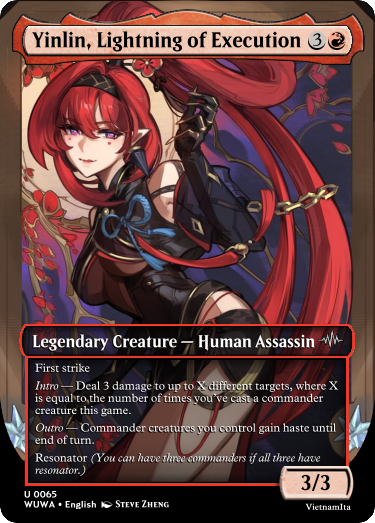 Yinlin, Lightning of Execution 3
Legendary Creature — Human Assassin
First strike
Intro — Deal 3 damage to up to X different targets, where X
is equal to the number of times you've cast a commander
creature this game.
Outro — Commander creatures you control gain haste until
end of turn.
Resonator (You can have three commanders if all three have
resonator.)
3/3
U 0065
WUWA • English STEVE ZHENG
VietnamIta